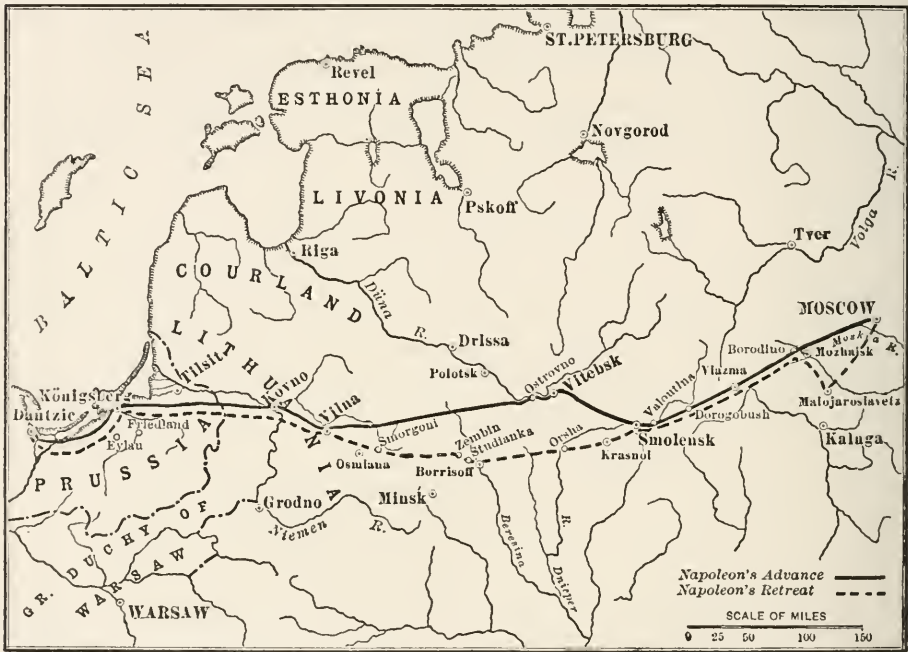 ST. PETERSBURG
Revel
ESTHONIA
Novgorod
BALTIC SEA
LIVONIA
Pskoff
Tver
Volga R.
Riga
COURLAND
Düna R.
LITHUANIA
Drissa
MOSCOW
Moskwa R.
Borodino
Mozhajsk
Polotsk
Tilsit
Ostrovno
Vitebsk
Viazma
Königsberg
Kovno
Valoutina
Malojaroslavetz
Dantzic
Vilna
Dorogobush
Friedland
Smorgoni
Zembin
Studianka
Orsha
Smolensk
Kaluga
Eylau
Osmiana
Borrisoff
Krasnoi
PRUSSIA
Grodno
Minsk
Niemen R.
Beresina
R.
Dnieper
GR. DUCHY OF
WARSAW
WARSAW
Napoleon's Advance
Napoleon's Retreat
SCALE OF MILES
0 25 50 100 150